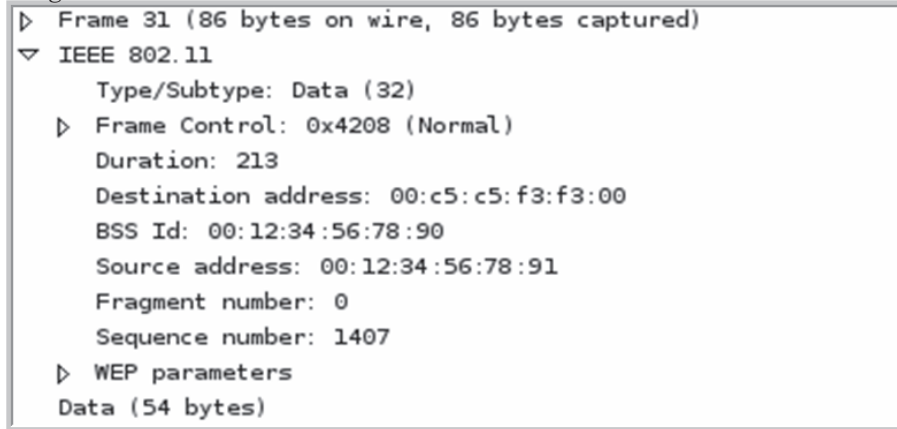 Frame 31 (86 bytes on wire, 86 bytes captured)
IEEE 802.11
Type/Subtype: Data (32)
Frame Control: 0x4208 (Normal)
Duration: 213
Destination address: 00:c5:c5:f3:f3:00
BSS Id: 00:12:34:56:78:90
Source address: 00:12:34:56:78:91
Fragment number: 0
Sequence number: 1407
WEP parameters
Data (54 bytes)